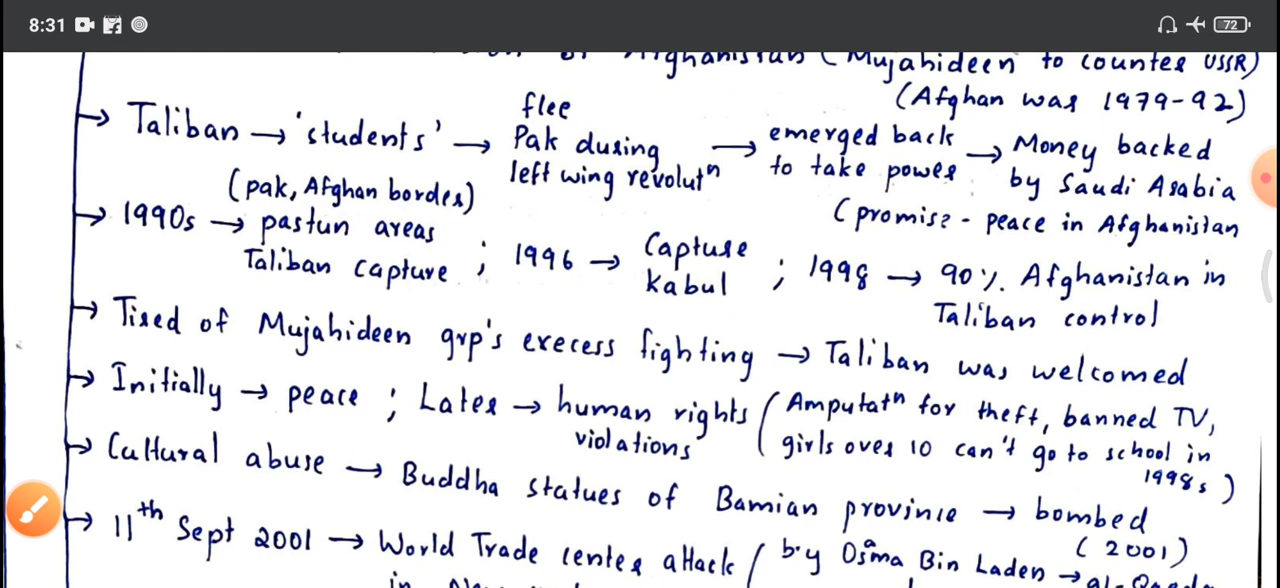 8:31
72
Afghanistan (Mujahideen to counter USSR)
(Afghan war 1979-92)
→ Taliban → 'students' → flee Pak during left wing revolutⁿ → emerged back to take power → Money backed by Saudi Arabia
(pak, Afghan border)
(promise - peace in Afghanistan
→ 1990s → pastun areas Taliban capture ; 1996 → Capture Kabul ; 1998 → 90%. Afghanistan in Taliban control
→ Tired of Mujahideen grp's execess fighting → Taliban was welcomed
→ Initially → peace ; Later → human rights violations (Amputatⁿ for theft, banned TV, girls over 10 can't go to school in 1998s)
→ Cultural abuse → Buddha statues of Bamian province → bombed (2001)
→ 11th Sept 2001 → World Trade center attack (by Osama Bin Laden →
in